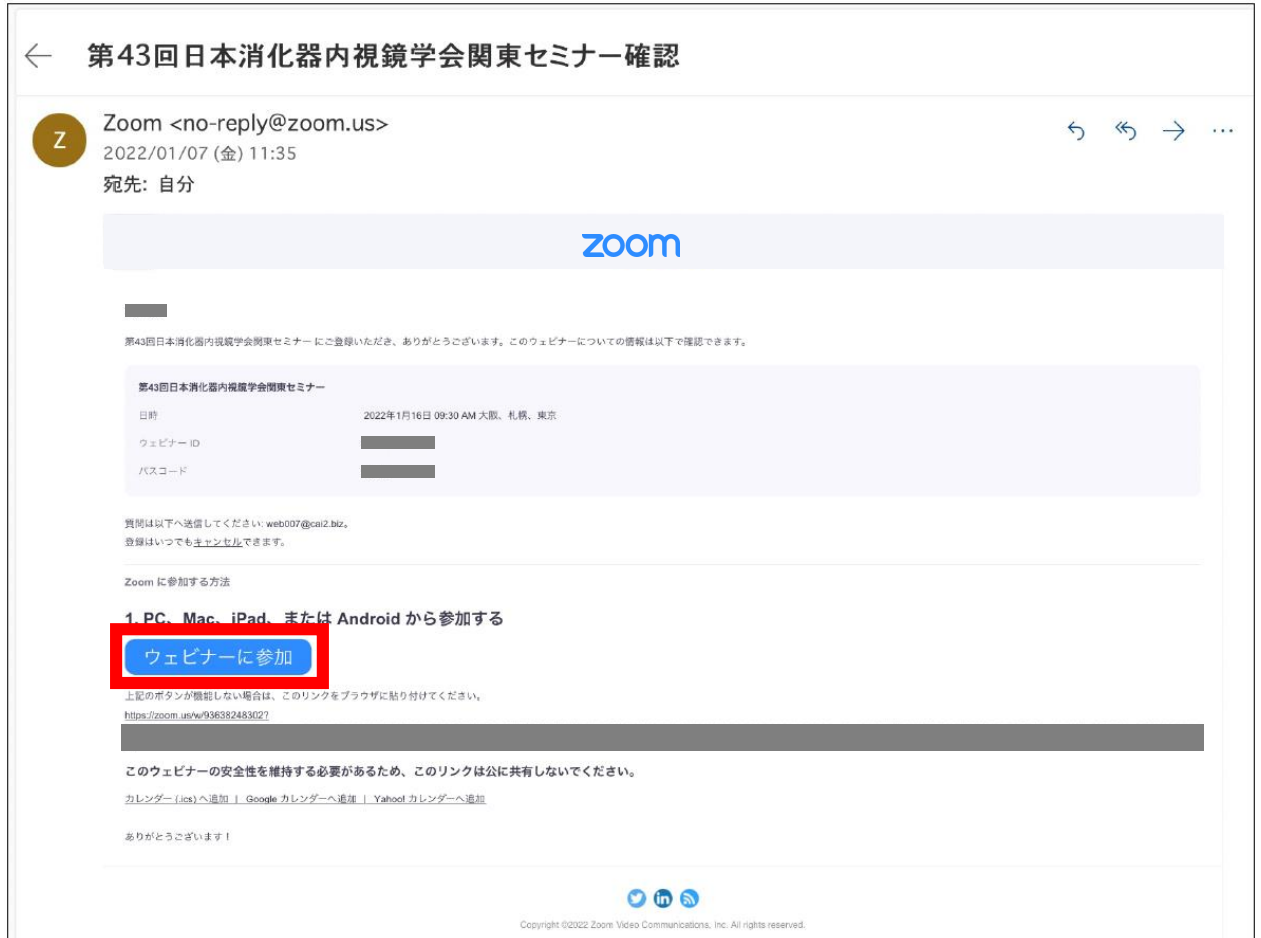 第43回日本消化器内視鏡学会関東セミナー確認
Z
Zoom <no-reply@zoom.us>
2022/01/07 (金) 11:35
宛先: 自分
zoom
第43回日本消化器内視鏡学会関東セミナー にご登録いただき、ありがとうございます。このウェビナーについての情報は以下で確認できます。
第43回日本消化器内視鏡学会関東セミナー
日時 2022年1月16日 09:30 AM 大阪、札幌、東京
ウェビナー ID
パスコード
質問は以下へ送信してください: web007@cai2.biz。
登録はいつでもキャンセルできます。
Zoom に参加する方法
1. PC、Mac、iPad、または Android から参加する
ウェビナーに参加
上記のボタンが機能しない場合は、このリンクをブラウザに貼り付けてください。
https://zoom.us/w/93638248302?
このウェビナーの安全性を維持する必要があるため、このリンクは公に共有しないでください。
カレンダー (.ics) へ追加 | Google カレンダーへ追加 | Yahoo! カレンダーへ追加
ありがとうございます！
in
Copyright ©2022 Zoom Video Communications, Inc. All rights reserved.